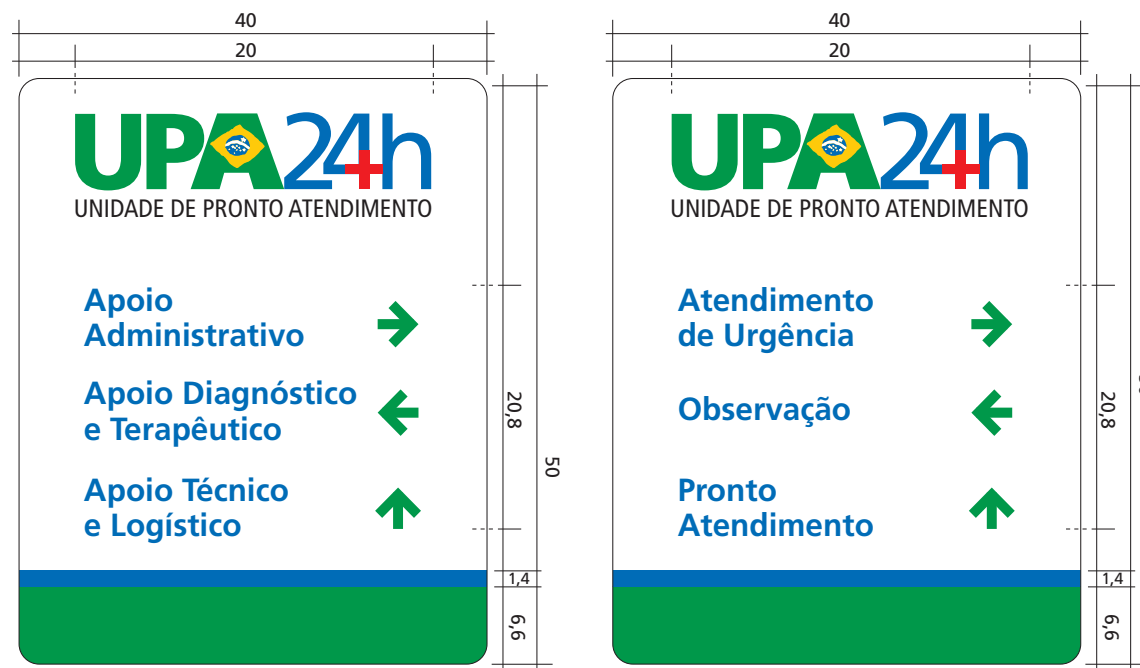 40
20
UPA24h
UNIDADE DE PRONTO ATENDIMENTO
Apoio
Administrativo
Apoio Diagnóstico
e Terapêutico
Apoio Técnico
e Logístico
20,8
50
1,4
6,6
40
20
UPA24h
UNIDADE DE PRONTO ATENDIMENTO
Atendimento
de Urgência
Observação
Pronto
Atendimento
20,8
1,4
6,6